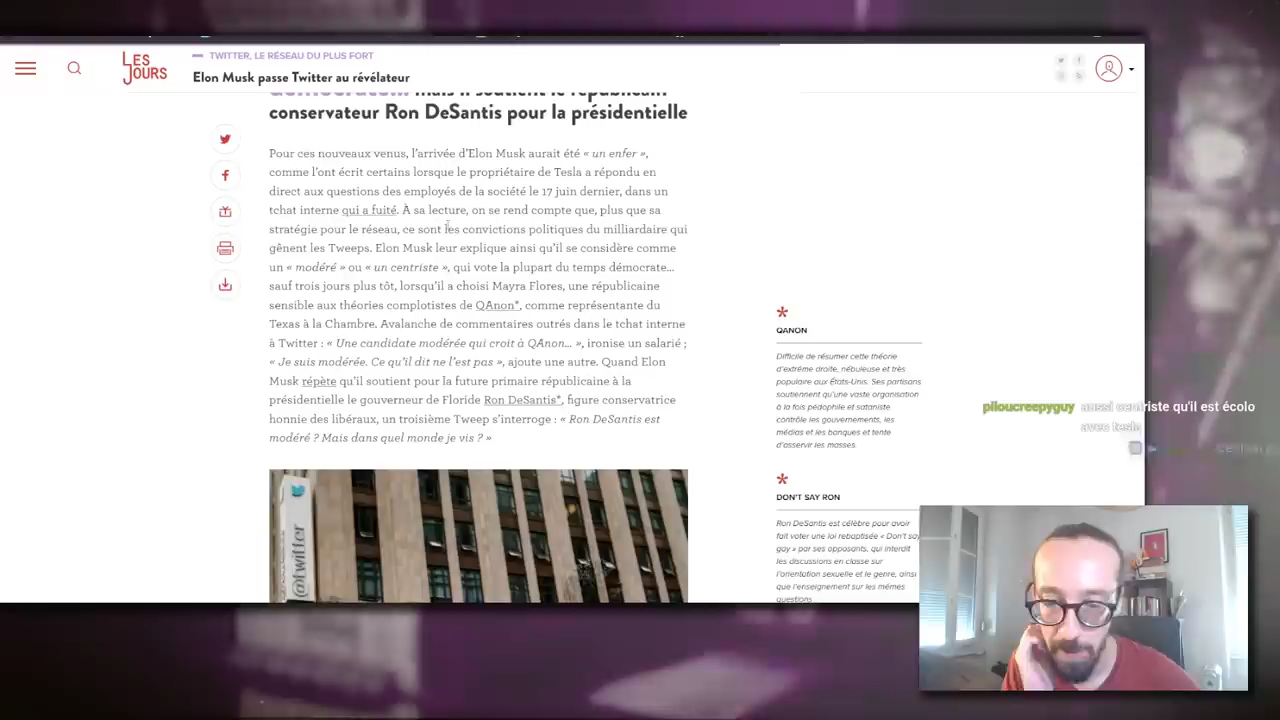 LES JOURS
TWITTER, LE RÉSEAU DU PLUS FORT
Elon Musk passe Twitter au révélateur
mais il soutient le républicain
conservateur Ron DeSantis pour la présidentielle
Pour ces nouveaux venus, l’arrivée d’Elon Musk aurait été « un enfer »,
comme l’ont écrit certains lorsque le propriétaire de Tesla a répondu en
direct aux questions des employés de la société le 17 juin dernier, dans un
tchat interne qui a fuité. À sa lecture, on se rend compte que, plus que sa
stratégie pour le réseau, ce sont les convictions politiques du milliardaire qui
gênent les Tweeps. Elon Musk leur explique ainsi qu’il se considère comme
un « modéré » ou « un centriste », qui vote la plupart du temps démocrate…
sauf trois jours plus tôt, lorsqu’il a choisi Mayra Flores, une républicaine
sensible aux théories complotistes de QAnon*, comme représentante du
Texas à la Chambre. Avalanche de commentaires outrés dans le tchat interne
à Twitter : « Une candidate modérée qui croit à QAnon… », ironise un salarié ;
« Je suis modérée. Ce qu’il dit ne l’est pas », ajoute une autre. Quand Elon
Musk répète qu’il soutient pour la future primaire républicaine à la
présidentielle le gouverneur de Floride Ron DeSantis*, figure conservatrice
honnie des libéraux, un troisième Tweep s’interroge : « Ron DeSantis est
modéré ? Mais dans quel monde je vis ? »
@twitter
*
QANON
Difficile de résumer cette théorie
d’extrême droite, nébuleuse et très
populaire aux États-Unis. Ses partisans
soutiennent qu’une vaste organisation
à la fois pédophile et sataniste
contrôle les gouvernements, les
médias et les banques et tente
d’asservir les masses.
*
DON’T SAY RON
Ron DeSantis est célèbre pour avoir
fait voter une loi rebaptisée « Don’t say
gay » par ses opposants, qui interdit
les discussions en classe sur
l’orientation sexuelle et le genre, ainsi
que l’enseignement sur les mêmes
questions
piloucreepyguy aussi centriste qu'il est écolo
avec tesla